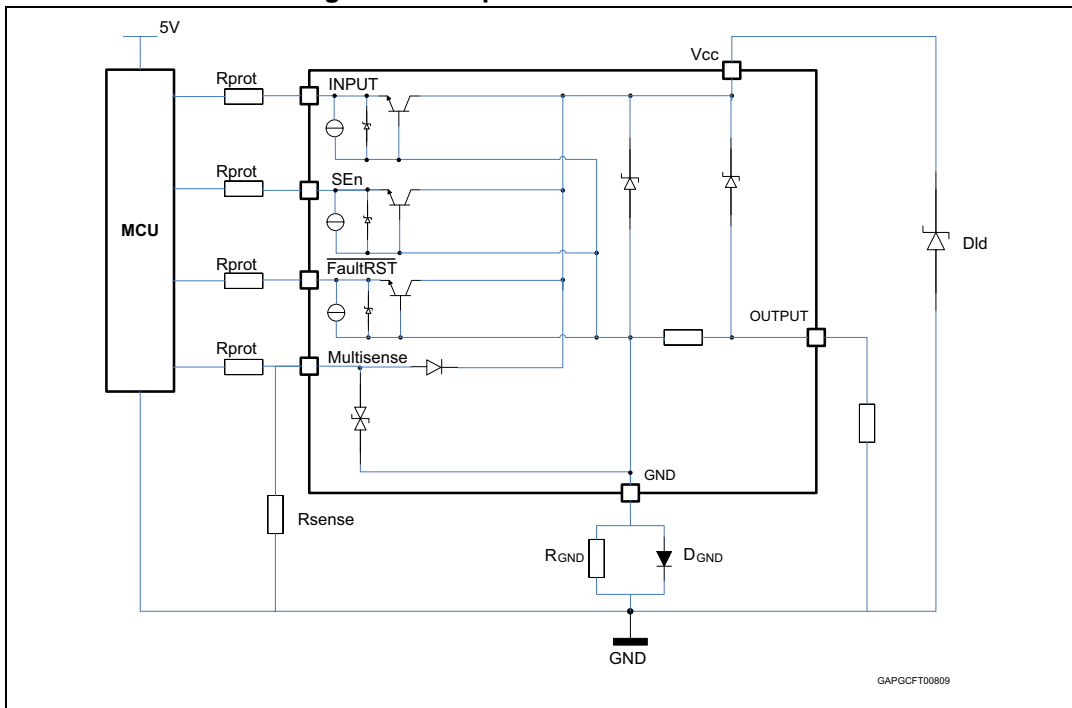 5V
Vcc
Rprot
INPUT
Rprot
SEn
MCU
Dld
Rprot
FaultRST
OUTPUT
Rprot
Multisense
GND
Rsense
RGND
DGND
GND
GAPGCFT00809